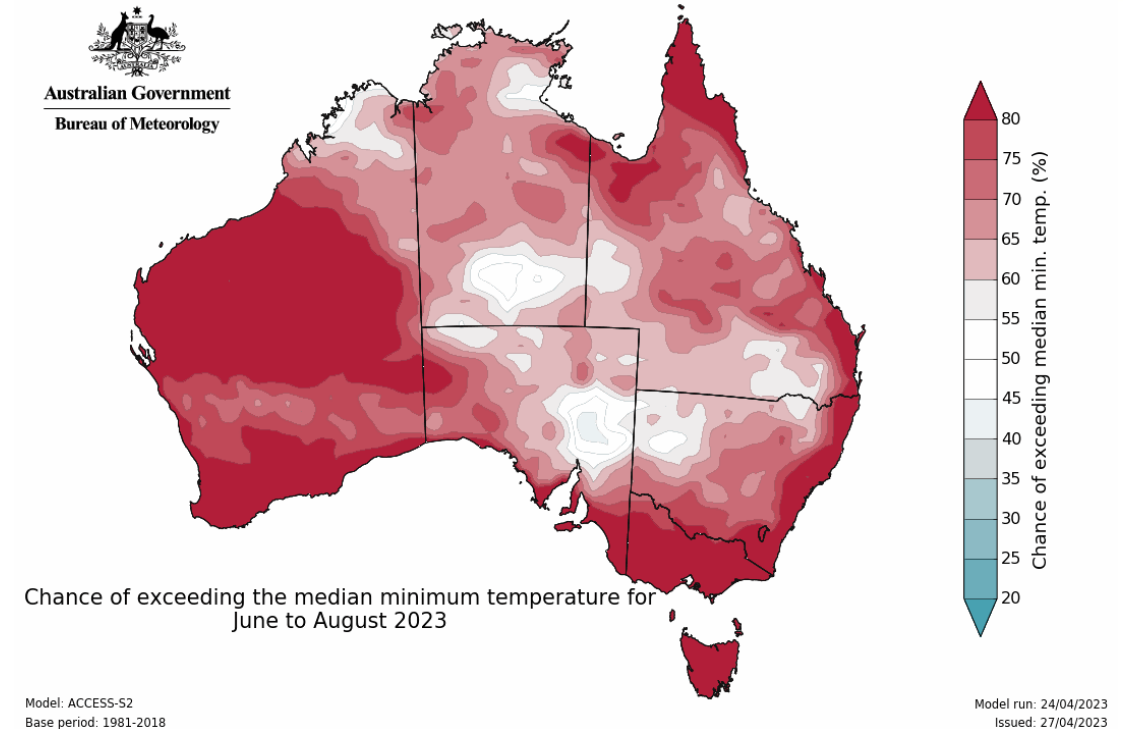 Australian Government
Bureau of Meteorology
80
75
70
65
60
55
50
45
40
35
30
25
20
Chance of exceeding median min. temp. (%)
Chance of exceeding the median minimum temperature for
June to August 2023
Model: ACCESS-S2
Base period: 1981-2018
Model run: 24/04/2023
Issued: 27/04/2023